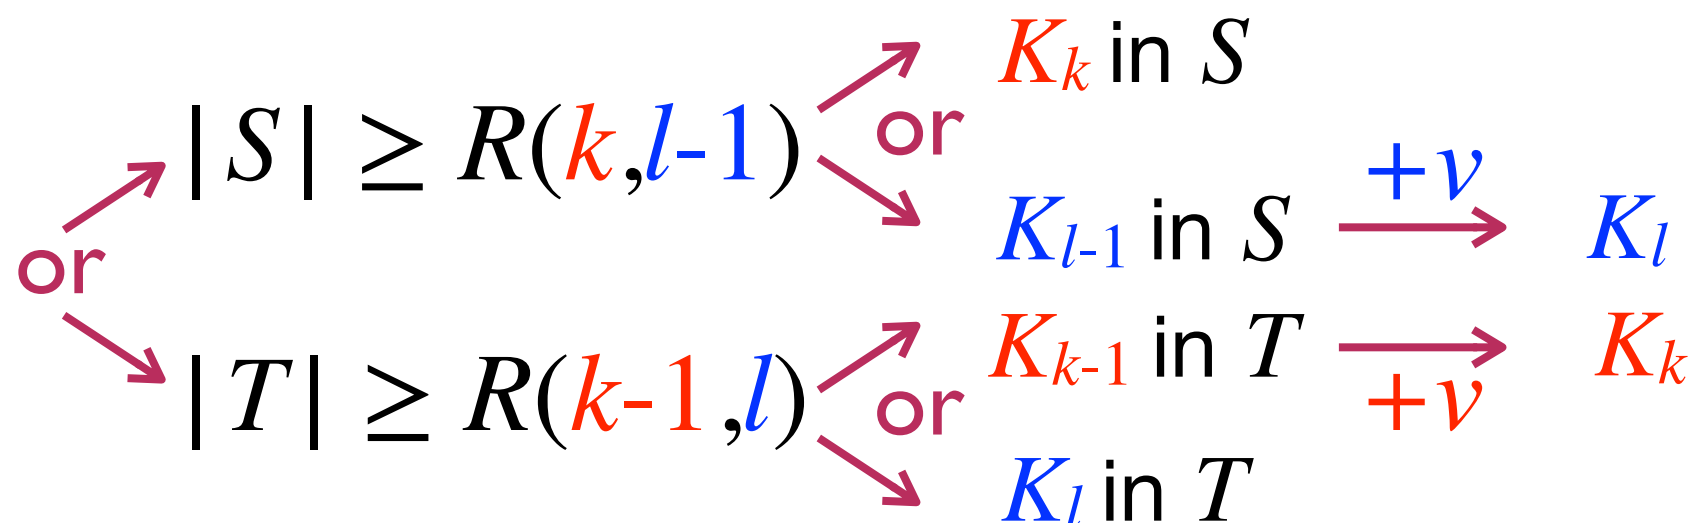 K_k in S
|S| ≥ R(k,l-1) or
+v
K_{l-1} in S K_l
or
K_{k-1} in T K_k
|T| ≥ R(k-1,l) or +v
K_l in T